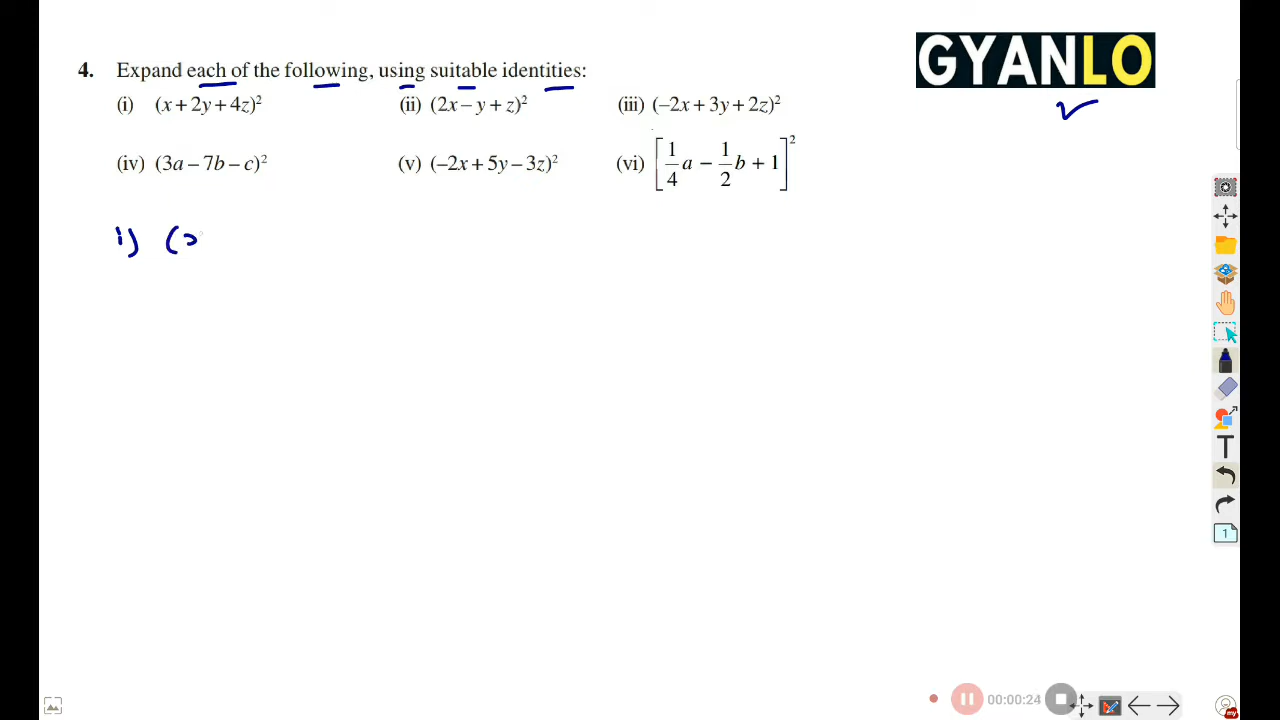 GYANLO
4. Expand each of the following, using suitable identities:
(i) (x + 2y + 4z)² (ii) (2x – y + z)² (iii) (–2x + 3y + 2z)²
(iv) (3a – 7b – c)² (v) (–2x + 5y – 3z)² (vi) [1/4 a – 1/2 b + 1]²
i) (
T
1
00:00:24